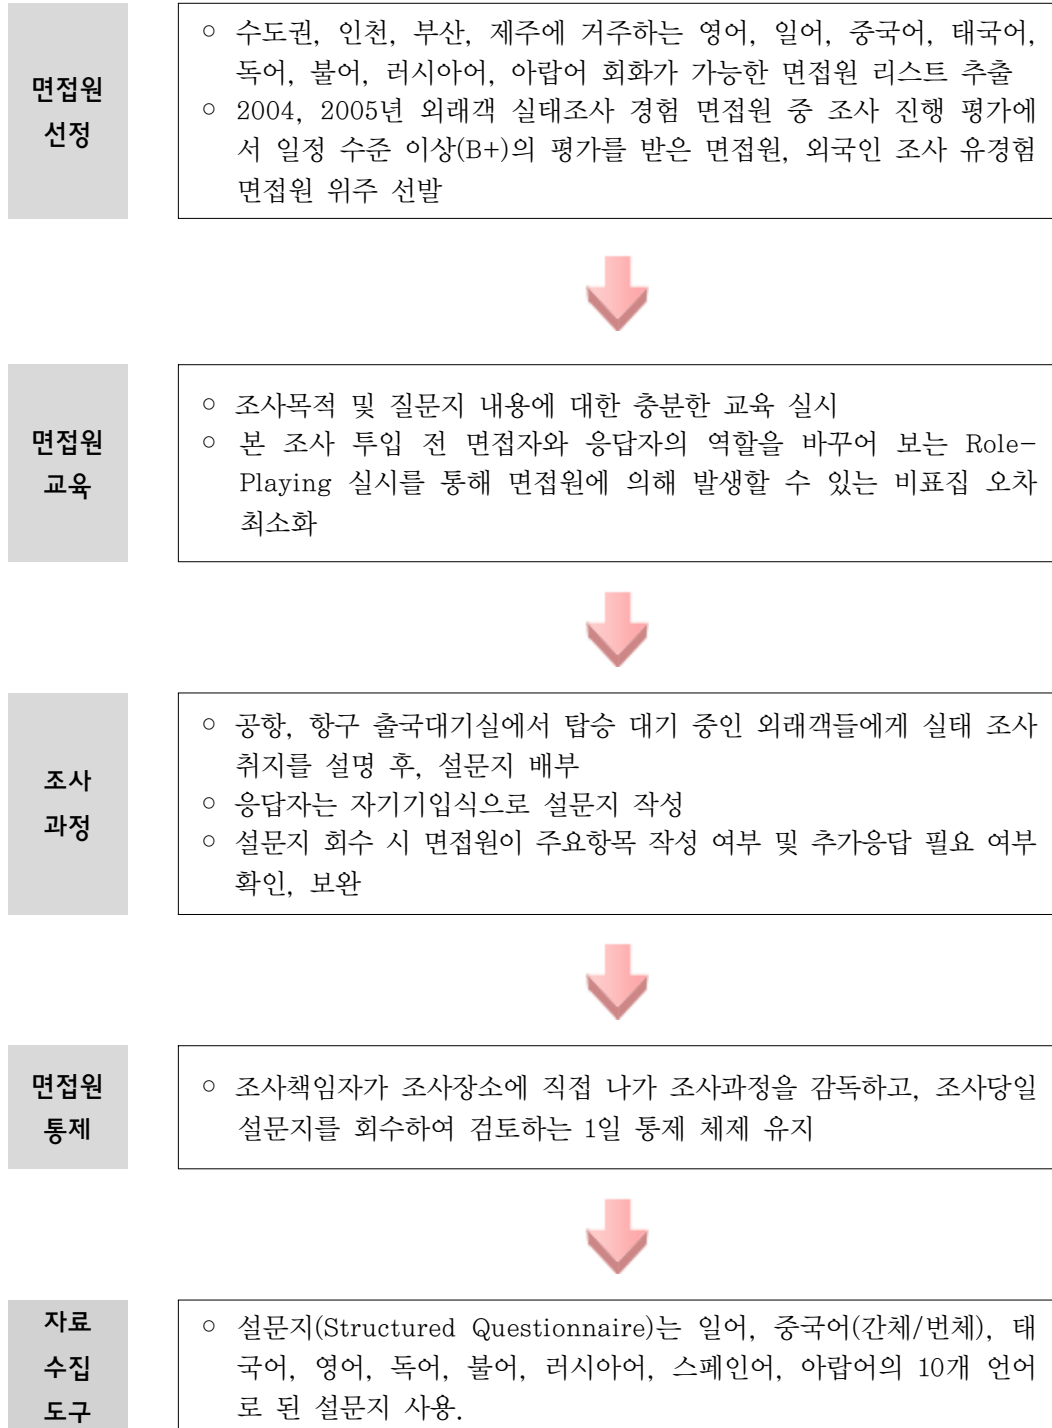 면접원
선정
○ 수도권, 인천, 부산, 제주에 거주하는 영어, 일어, 중국어, 태국어,
독어, 불어, 러시아어, 아랍어 회화가 가능한 면접원 리스트 추출
○ 2004, 2005년 외래객 실태조사 경험 면접원 중 조사 진행 평가에
서 일정 수준 이상(B+)의 평가를 받은 면접원, 외국인 조사 유경험
면접원 위주 선발
면접원
교육
○ 조사목적 및 질문지 내용에 대한 충분한 교육 실시
○ 본 조사 투입 전 면접자와 응답자의 역할을 바꾸어 보는 Role-
Playing 실시를 통해 면접원에 의해 발생할 수 있는 비표집 오차
최소화
조사
과정
○ 공항, 항구 출국대기실에서 탑승 대기 중인 외래객들에게 실태 조사
취지를 설명 후, 설문지 배부
○ 응답자는 자기기입식으로 설문지 작성
○ 설문지 회수 시 면접원이 주요항목 작성 여부 및 추가응답 필요 여부
확인, 보완
면접원
통제
○ 조사책임자가 조사장소에 직접 나가 조사과정을 감독하고, 조사당일
설문지를 회수하여 검토하는 1일 통제 체제 유지
자료
수집
도구
○ 설문지(Structured Questionnaire)는 일어, 중국어(간체/번체), 태
국어, 영어, 독어, 불어, 러시아어, 스페인어, 아랍어의 10개 언어
로 된 설문지 사용.